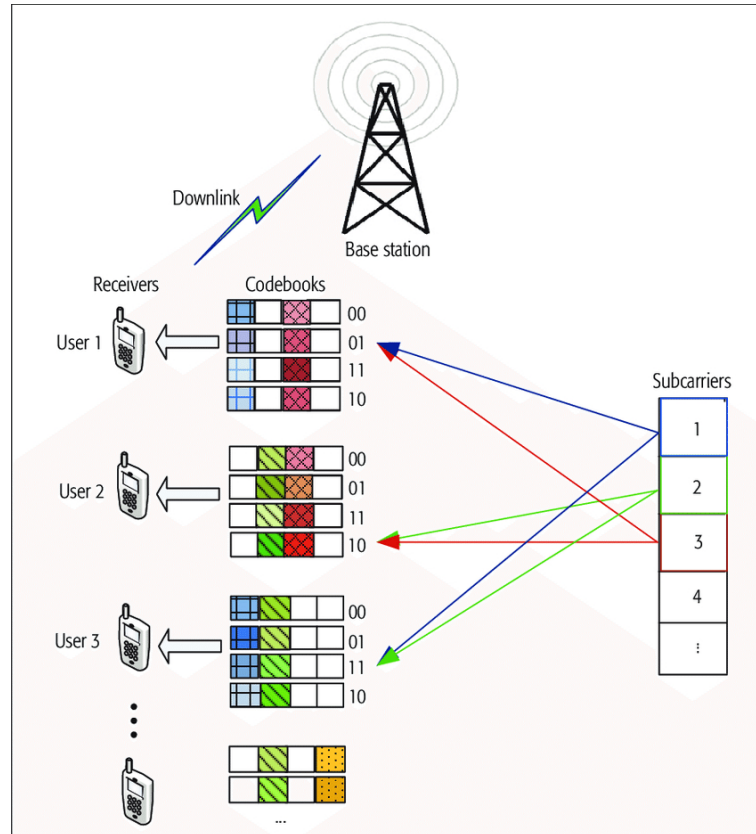 Downlink
Base station
Receivers
Codebooks
User 1
00
01
11
10
Subcarriers
1
2
3
4
⋮
User 2
00
01
11
10
User 3
00
01
11
10
...